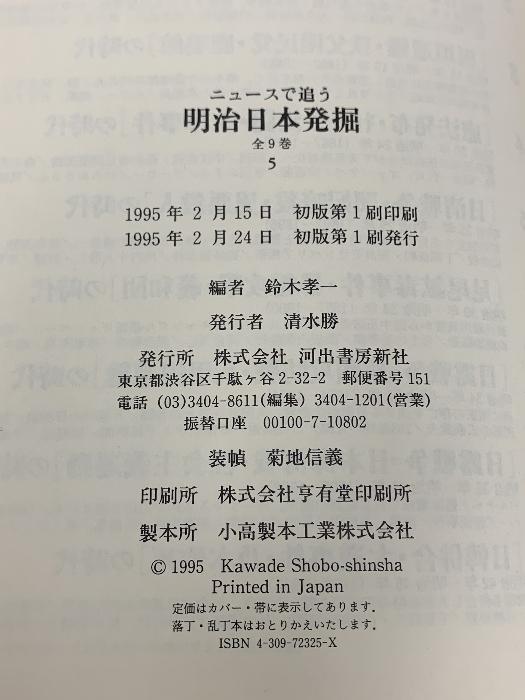 ニュースで追う
明治日本発掘
全9巻
5
1995年2月15日 初版第1刷印刷
1995年2月24日 初版第1刷発行
編者 鈴木孝一
発行者 清水勝
発行所 株式会社 河出書房新社
東京都渋谷区千駄ヶ谷2-32-2 郵便番号151
電話 (03)3404-8611(編集) 3404-1201(営業)
振替口座 00100-7-10802
装幀 菊地信義
印刷所 株式会社亨有堂印刷所
製本所 小高製本工業株式会社
© 1995 Kawade Shobo-shinsha
Printed in Japan
定価はカバー・帯に表示してあります。
落丁・乱丁本はおとりかえいたします。
ISBN 4-309-72325-X